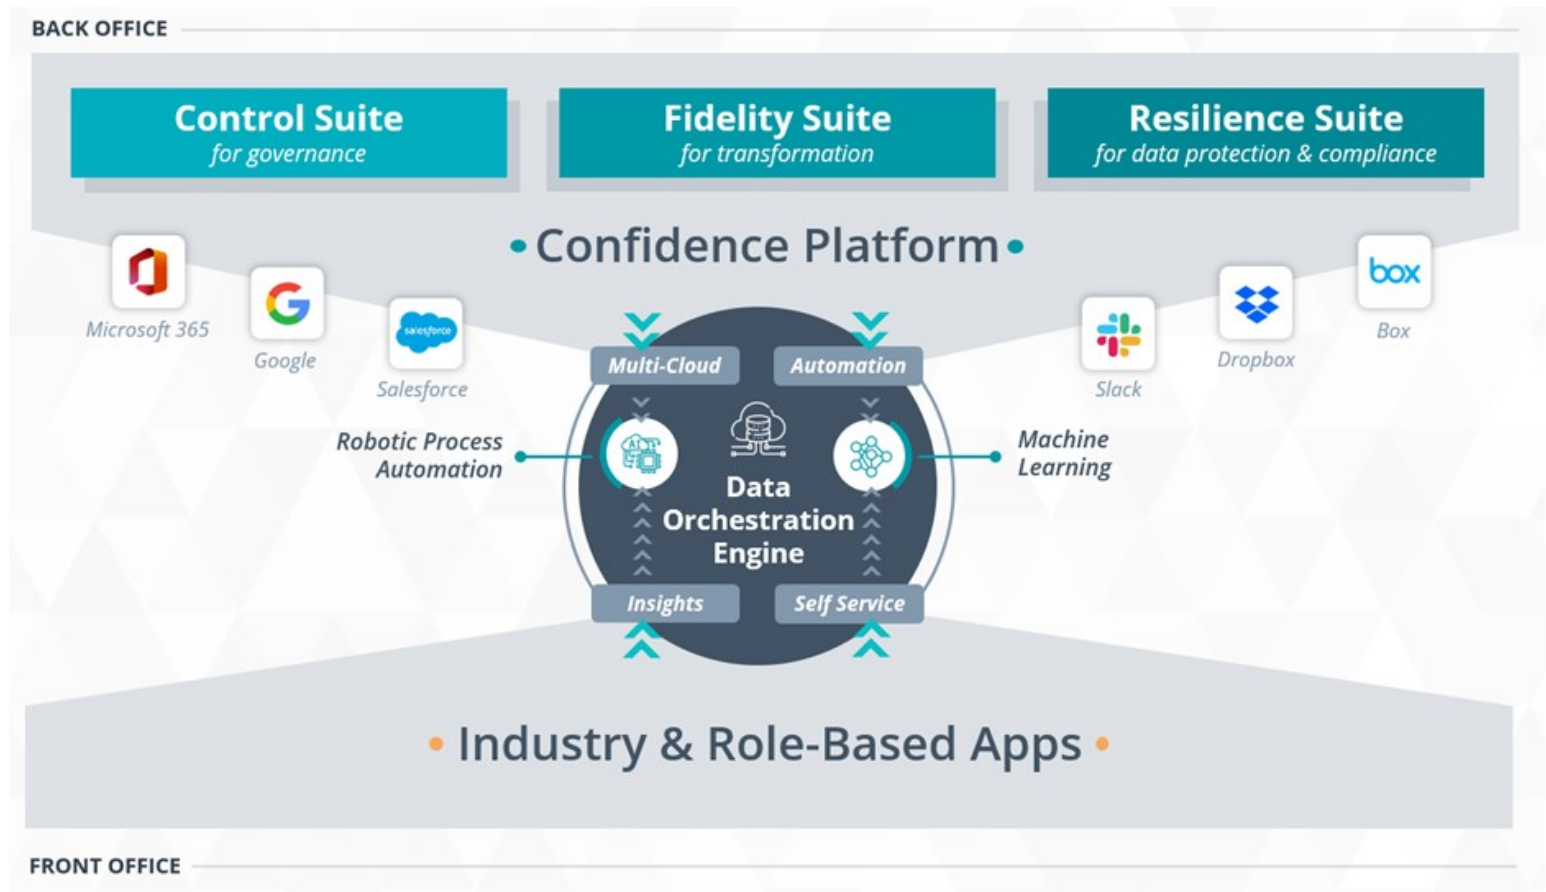 BACK OFFICE
Control Suite
for governance
Fidelity Suite
for transformation
Resilience Suite
for data protection & compliance
Confidence Platform
Microsoft 365
Google
salesforce
Salesforce
Slack
Dropbox
box
Box
Multi-Cloud
Automation
Robotic Process
Automation
AI
Machine
Learning
Data
Orchestration
Engine
Insights
Self Service
Industry & Role-Based Apps
FRONT OFFICE